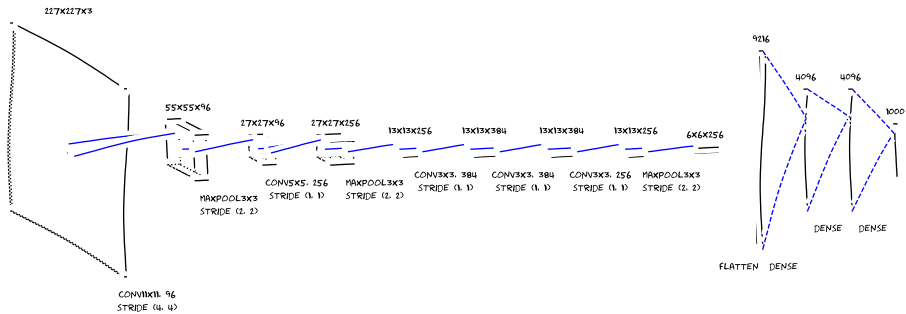 227x227x3
55x55x96
27x27x96
27x27x256
13x13x256
13x13x384
13x13x384
13x13x256
6x6x256
9216
4096
4096
1000
CONV11x11, 96
STRIDE (4, 4)
MAXPOOL3x3
STRIDE (2, 2)
CONV5x5, 256
STRIDE (1, 1)
MAXPOOL3x3
STRIDE (2, 2)
CONV3x3, 384
STRIDE (1, 1)
CONV3x3, 384
STRIDE (1, 1)
CONV3x3, 256
STRIDE (1, 1)
MAXPOOL3x3
STRIDE (2, 2)
FLATTEN
DENSE
DENSE
DENSE